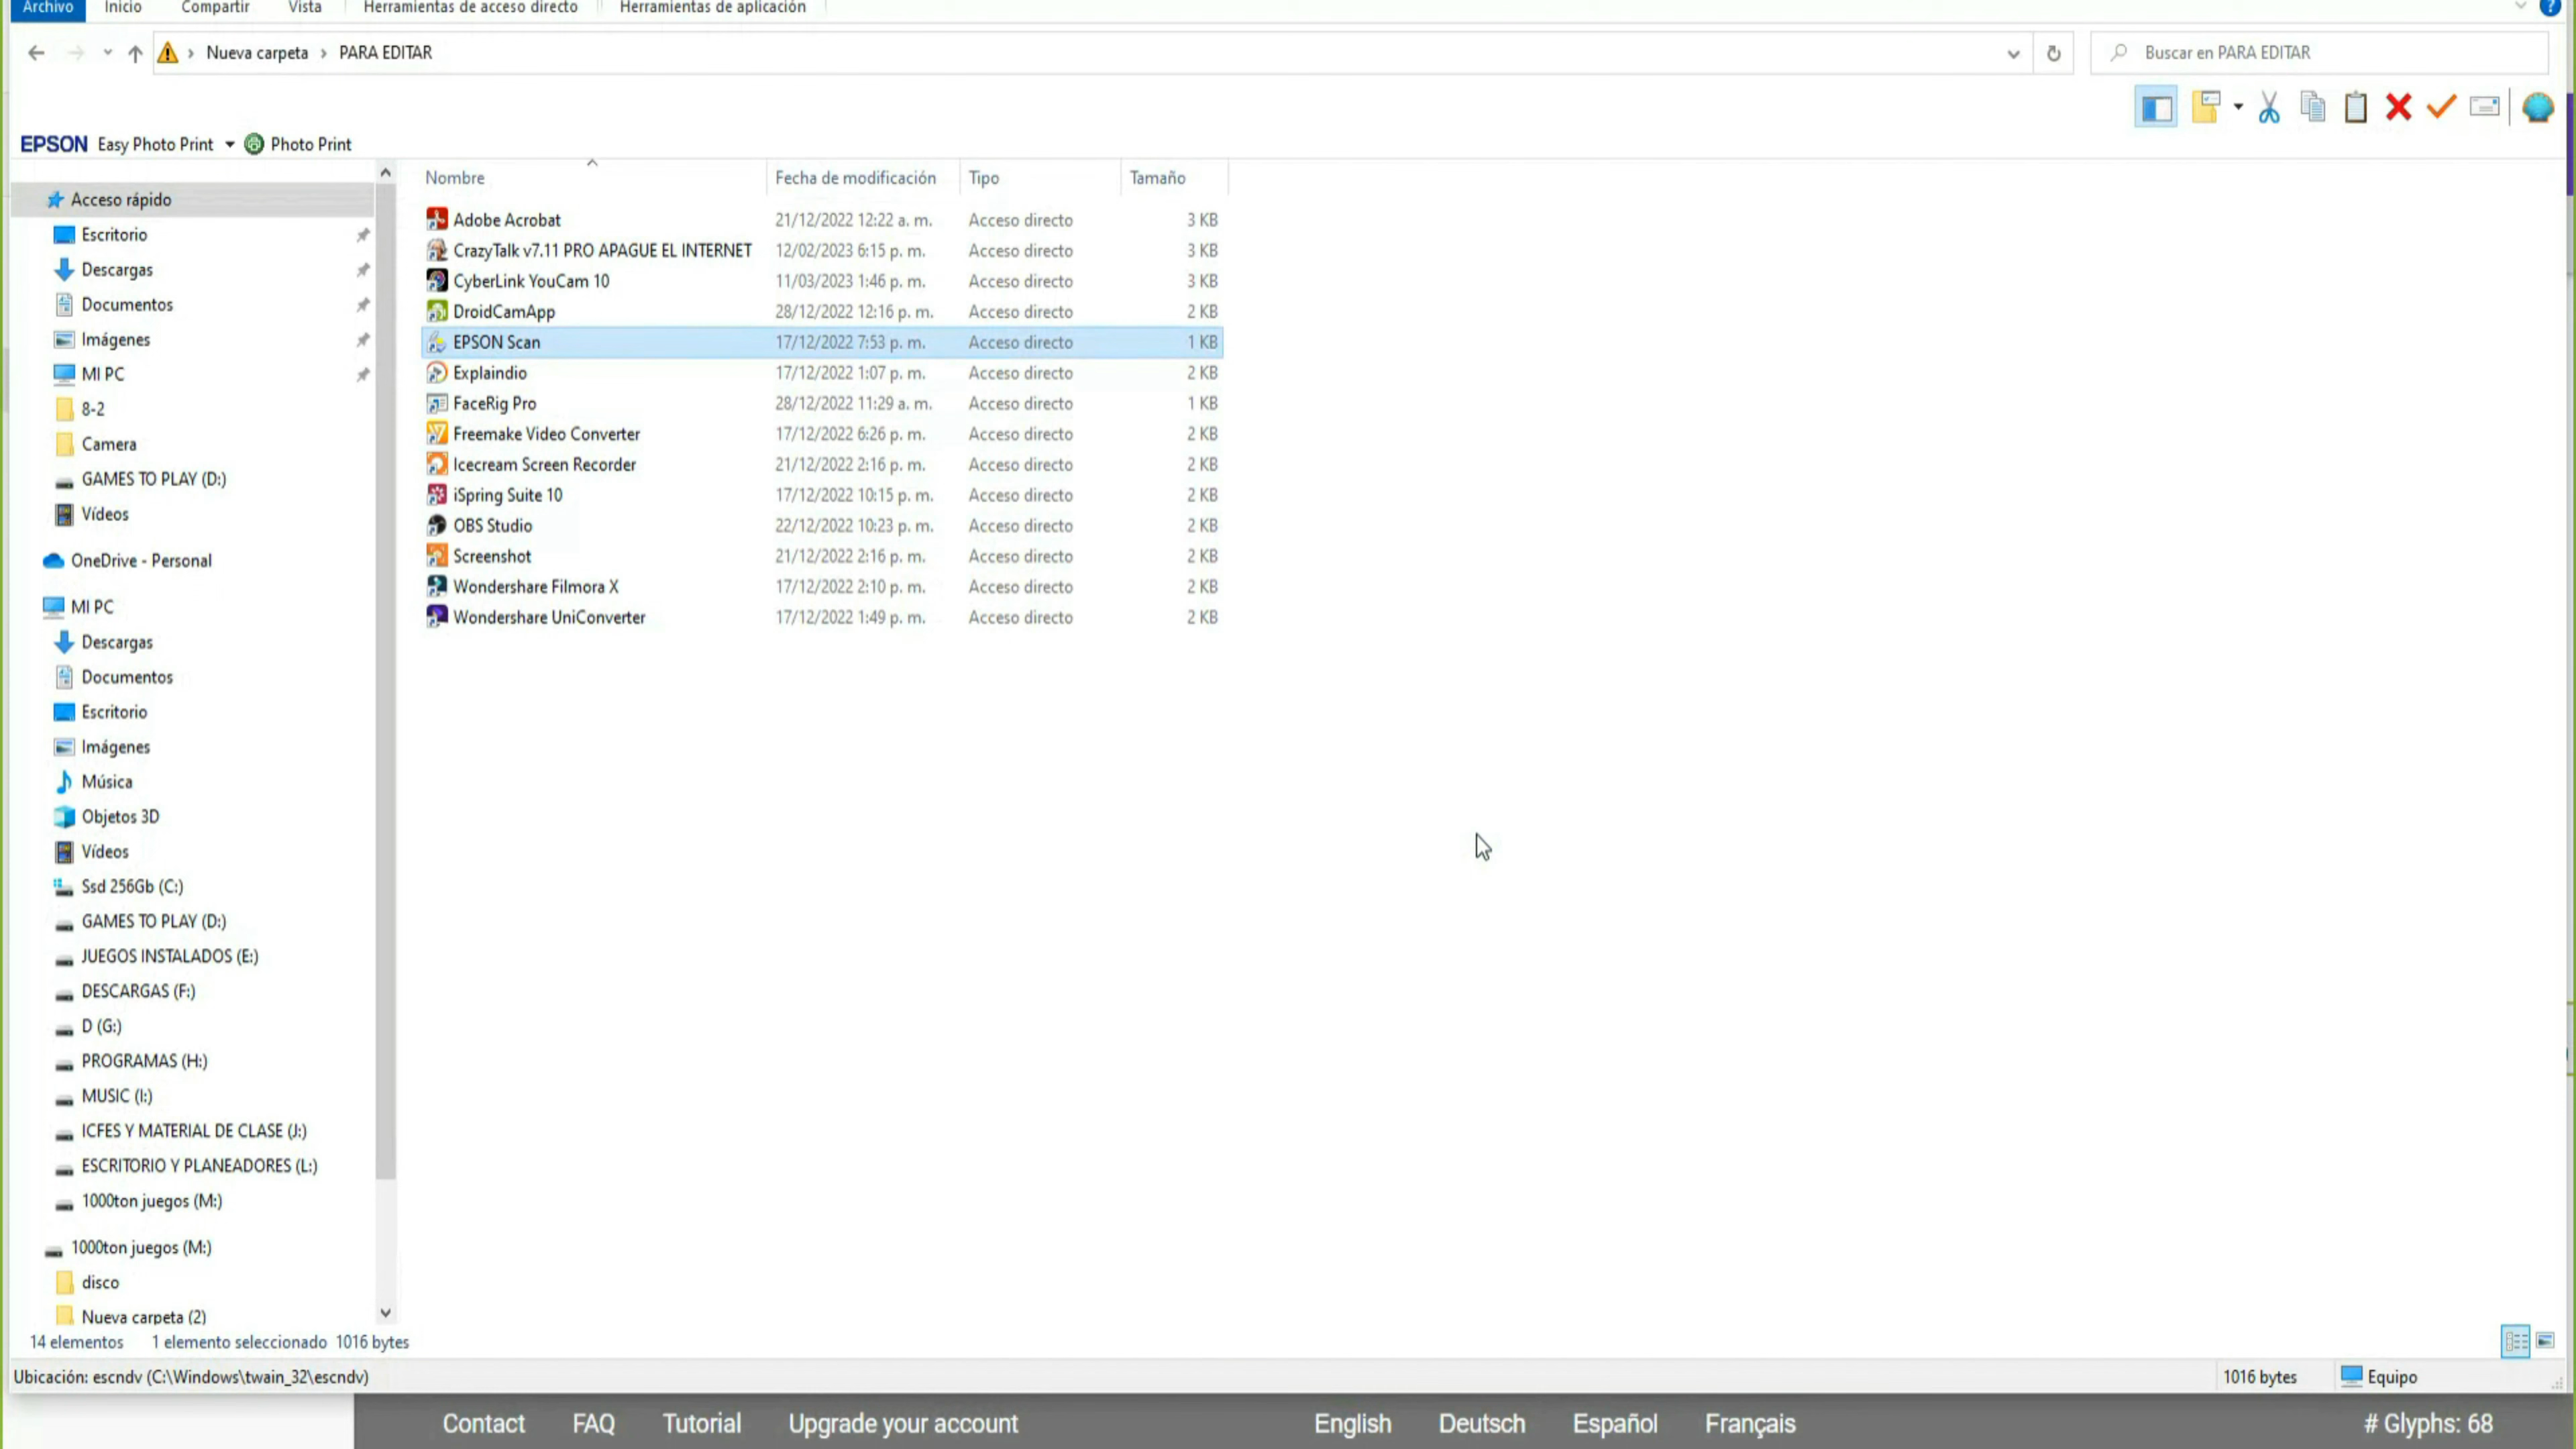 Archivo Inicio Compartir Vista Herramientas de acceso directo Herramientas de aplicación
Nueva carpeta › PARA EDITAR Buscar en PARA EDITAR
EPSON Easy Photo Print Photo Print
Nombre Fecha de modificación Tipo Tamaño
Adobe Acrobat 21/12/2022 12:22 a. m. Acceso directo 3 KB
CrazyTalk v7.11 PRO APAGUE EL INTERNET 12/02/2023 6:15 p. m. Acceso directo 3 KB
CyberLink YouCam 10 11/03/2023 1:46 p. m. Acceso directo 3 KB
DroidCamApp 28/12/2022 12:16 p. m. Acceso directo 2 KB
EPSON Scan 17/12/2022 7:53 p. m. Acceso directo 1 KB
Explaindio 17/12/2022 1:07 p. m. Acceso directo 2 KB
FaceRig Pro 28/12/2022 11:29 a. m. Acceso directo 1 KB
Freemake Video Converter 17/12/2022 6:26 p. m. Acceso directo 2 KB
Icecream Screen Recorder 21/12/2022 2:16 p. m. Acceso directo 2 KB
iSpring Suite 10 17/12/2022 10:15 p. m. Acceso directo 2 KB
OBS Studio 22/12/2022 10:23 p. m. Acceso directo 2 KB
Screenshot 21/12/2022 2:16 p. m. Acceso directo 2 KB
Wondershare Filmora X 17/12/2022 2:10 p. m. Acceso directo 2 KB
Wondershare UniConverter 17/12/2022 1:49 p. m. Acceso directo 2 KB
Acceso rápido
Escritorio
Descargas
Documentos
Imágenes
MI PC
8-2
Camera
GAMES TO PLAY (D:)
Vídeos
OneDrive - Personal
MI PC
Descargas
Documentos
Escritorio
Imágenes
Música
Objetos 3D
Vídeos
Ssd 256Gb (C:)
GAMES TO PLAY (D:)
JUEGOS INSTALADOS (E:)
DESCARGAS (F:)
D (G:)
PROGRAMAS (H:)
MUSIC (I:)
ICFES Y MATERIAL DE CLASE (J:)
ESCRITORIO Y PLANEADORES (L:)
1000ton juegos (M:)
1000ton juegos (M:)
disco
Nueva carpeta (2)
14 elementos 1 elemento seleccionado 1016 bytes
Ubicación: escndv (C:\Windows\twain_32\escndv) 1016 bytes Equipo
Contact FAQ Tutorial Upgrade your account English Deutsch Español Français # Glyphs: 68